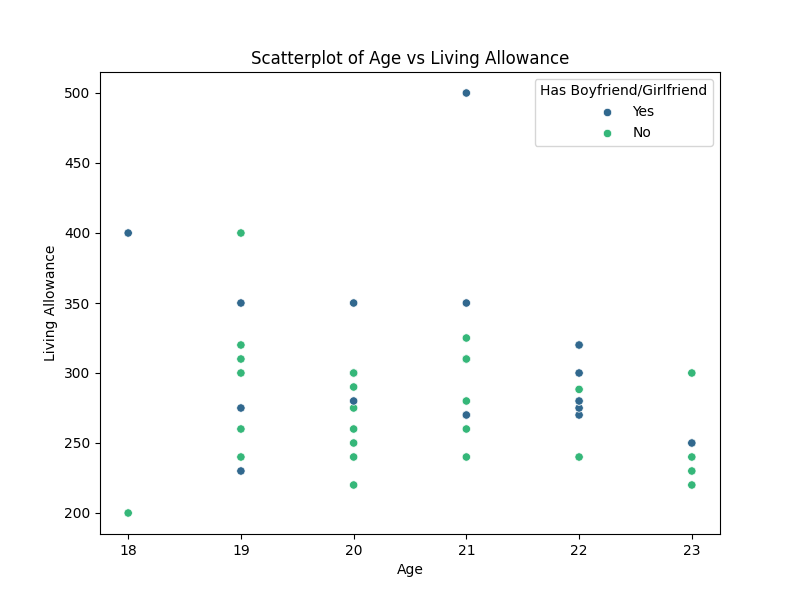 Scatterplot of Age vs Living Allowance
Has Boyfriend/Girlfriend
Yes
No
500
450
400
350
300
250
200
Living Allowance
18 19 20 21 22 23
Age